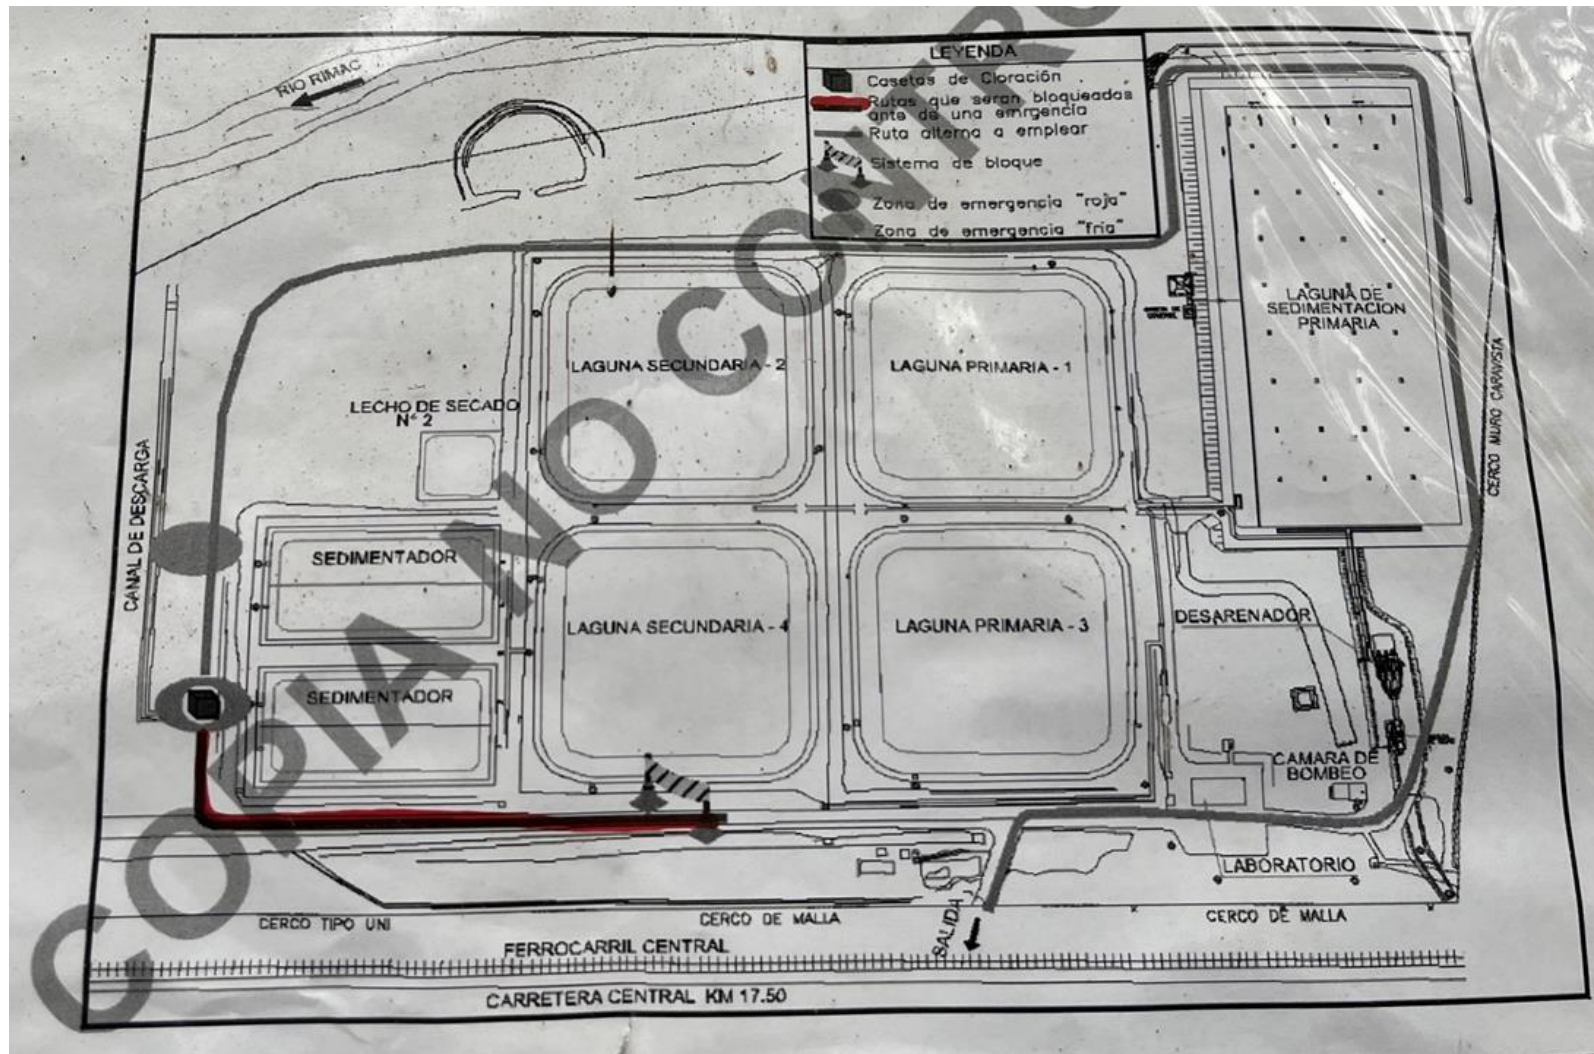 RIO RIMAC
LEYENDA
Casetas de Cloración
Rutas que seran bloqueadas
ante de una emrgencia
Ruta alterna a emplear
Sistema de bloque
Zona de emergencia "roja"
Zona de emergencia "fria"
LAGUNA DE
SEDIMENTACION
PRIMARIA
LAGUNA SECUNDARIA - 2
LAGUNA PRIMARIA - 1
LECHO DE SECADO
N° 2
CERCO MURO CARAVISTA
CANAL DE DESCARGA
SEDIMENTADOR
LAGUNA SECUNDARIA - 4
LAGUNA PRIMARIA - 3
DESARENADOR
SEDIMENTADOR
CAMARA DE
BOMBEO
LABORATORIO
CERCO TIPO UNI
CERCO DE MALLA
SALIDA
CERCO DE MALLA
FERROCARRIL CENTRAL
CARRETERA CENTRAL KM 17.50
COPIA NO CONTRO